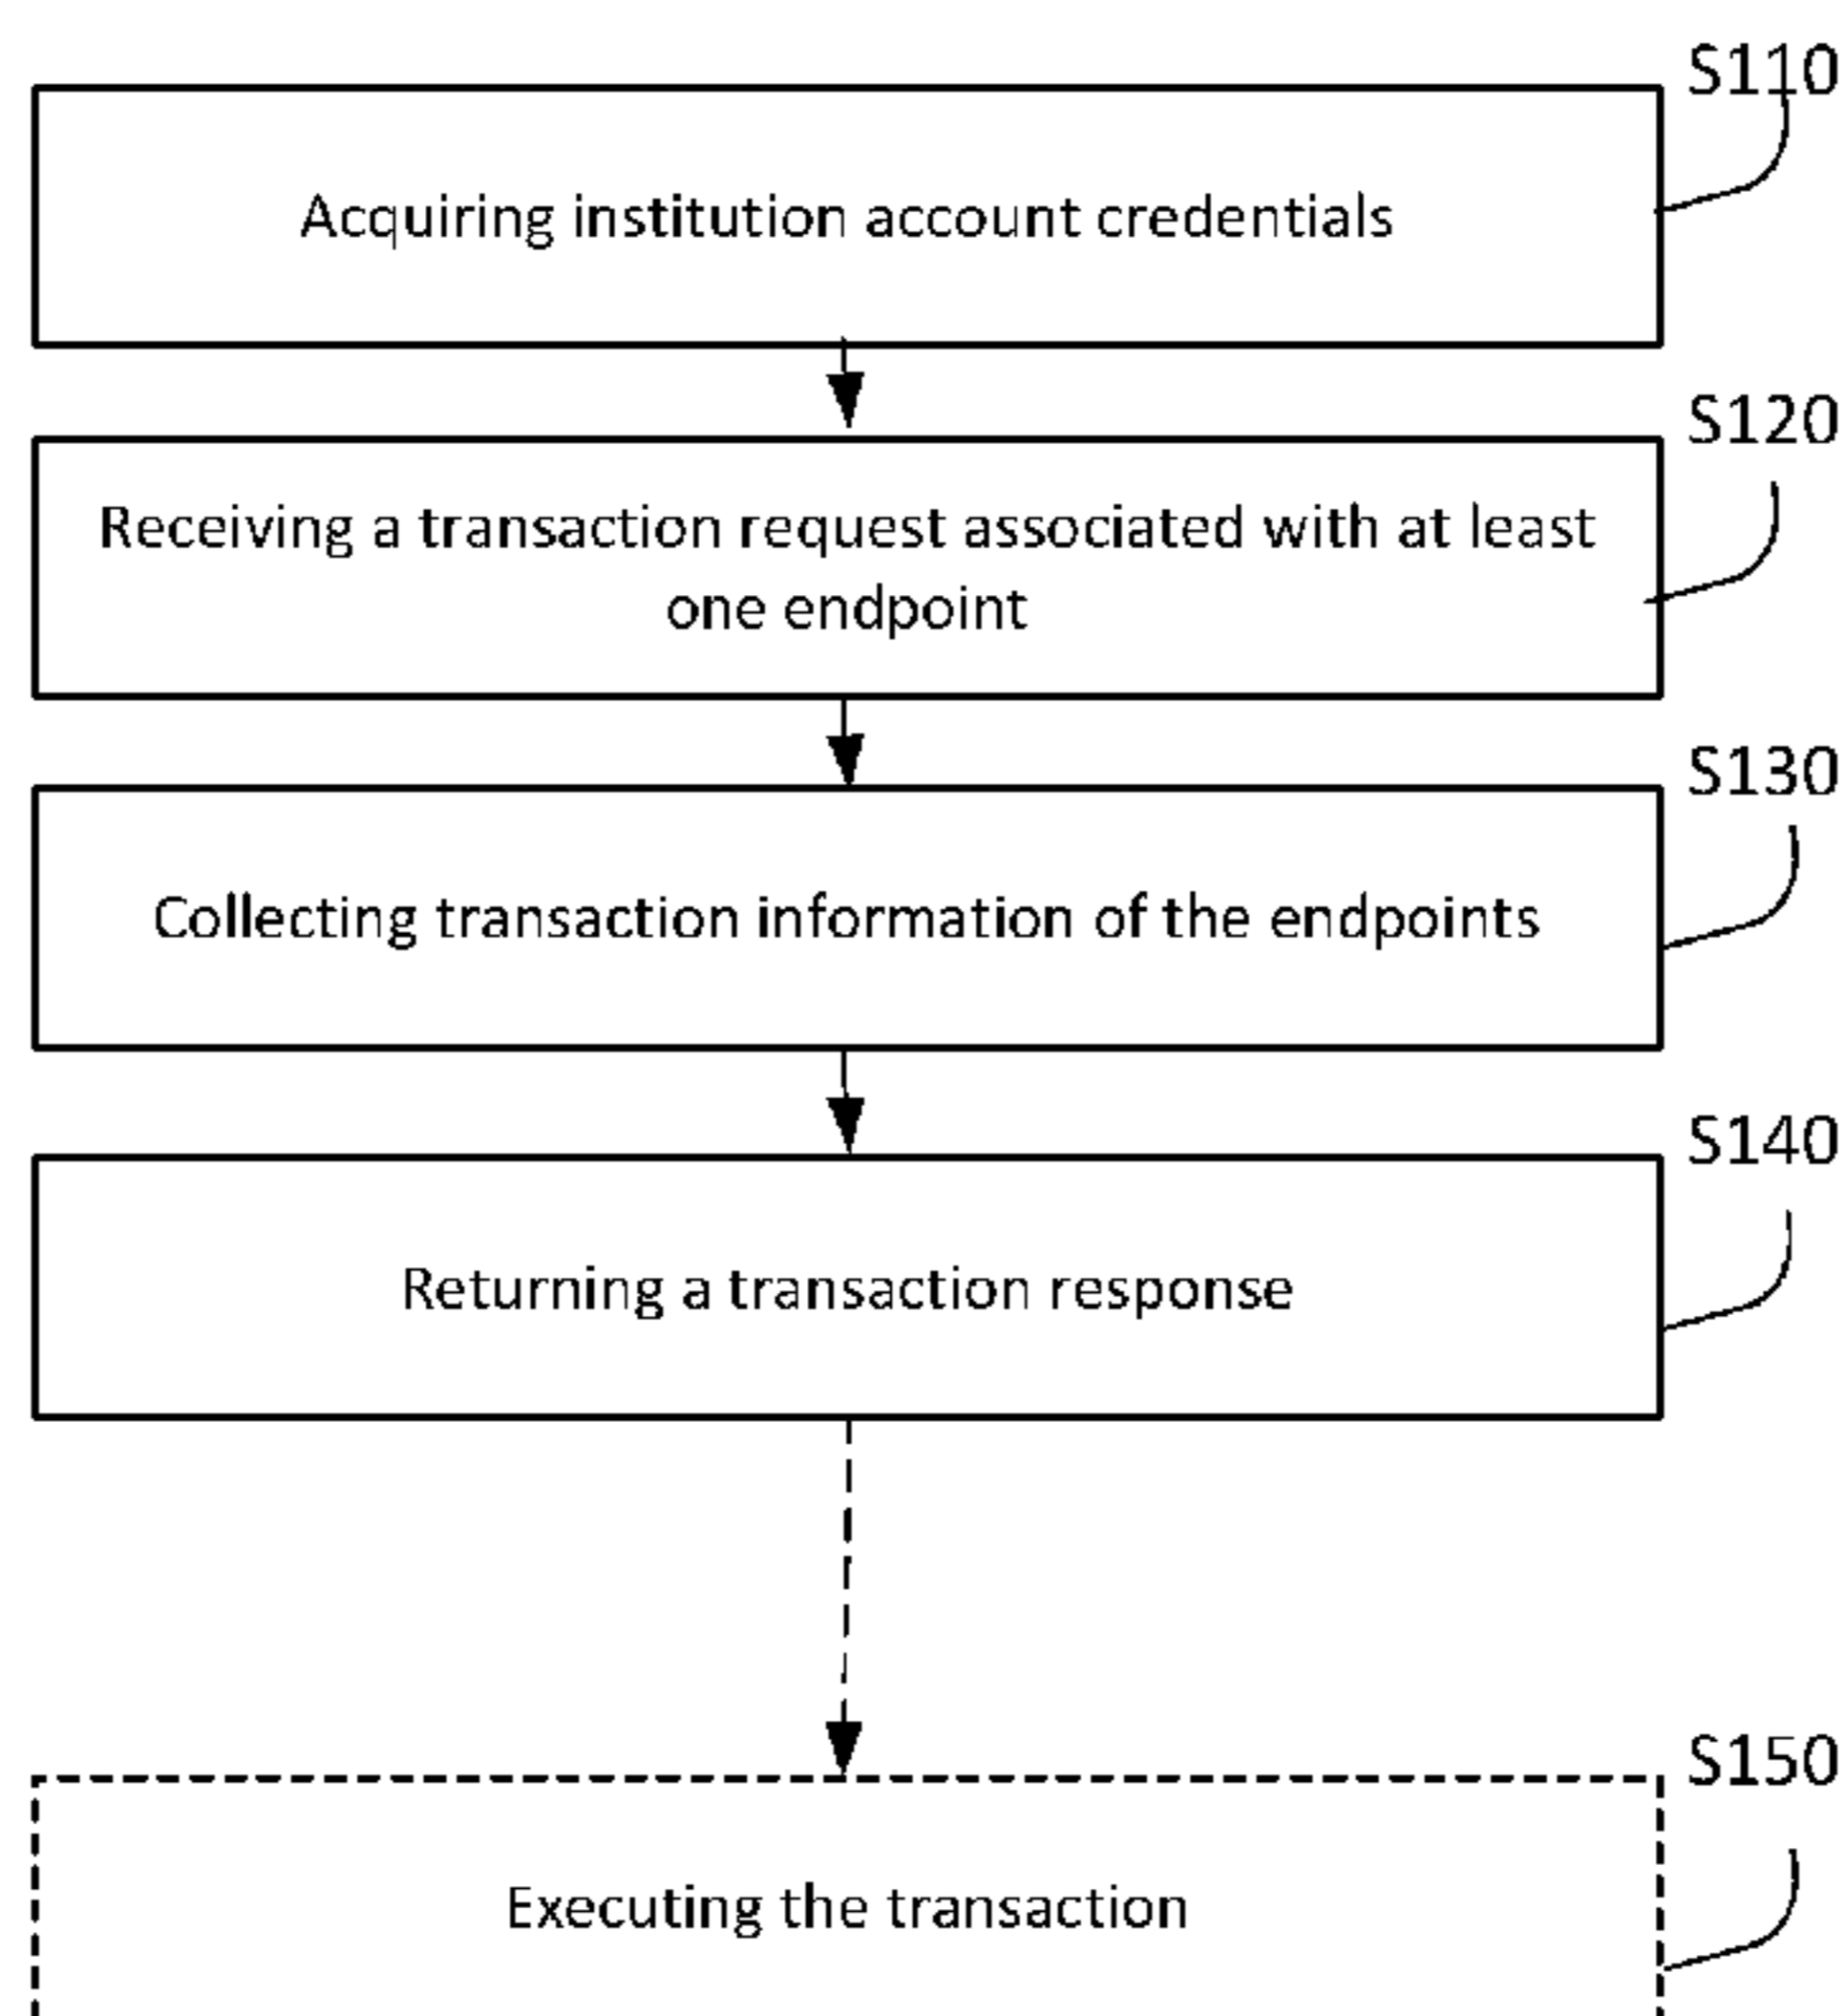 S110
Acquiring institution account credentials
S120
Receiving a transaction request associated with at least
one endpoint
S130
Collecting transaction information of the endpoints
S140
Returning a transaction response
S150
Executing the transaction